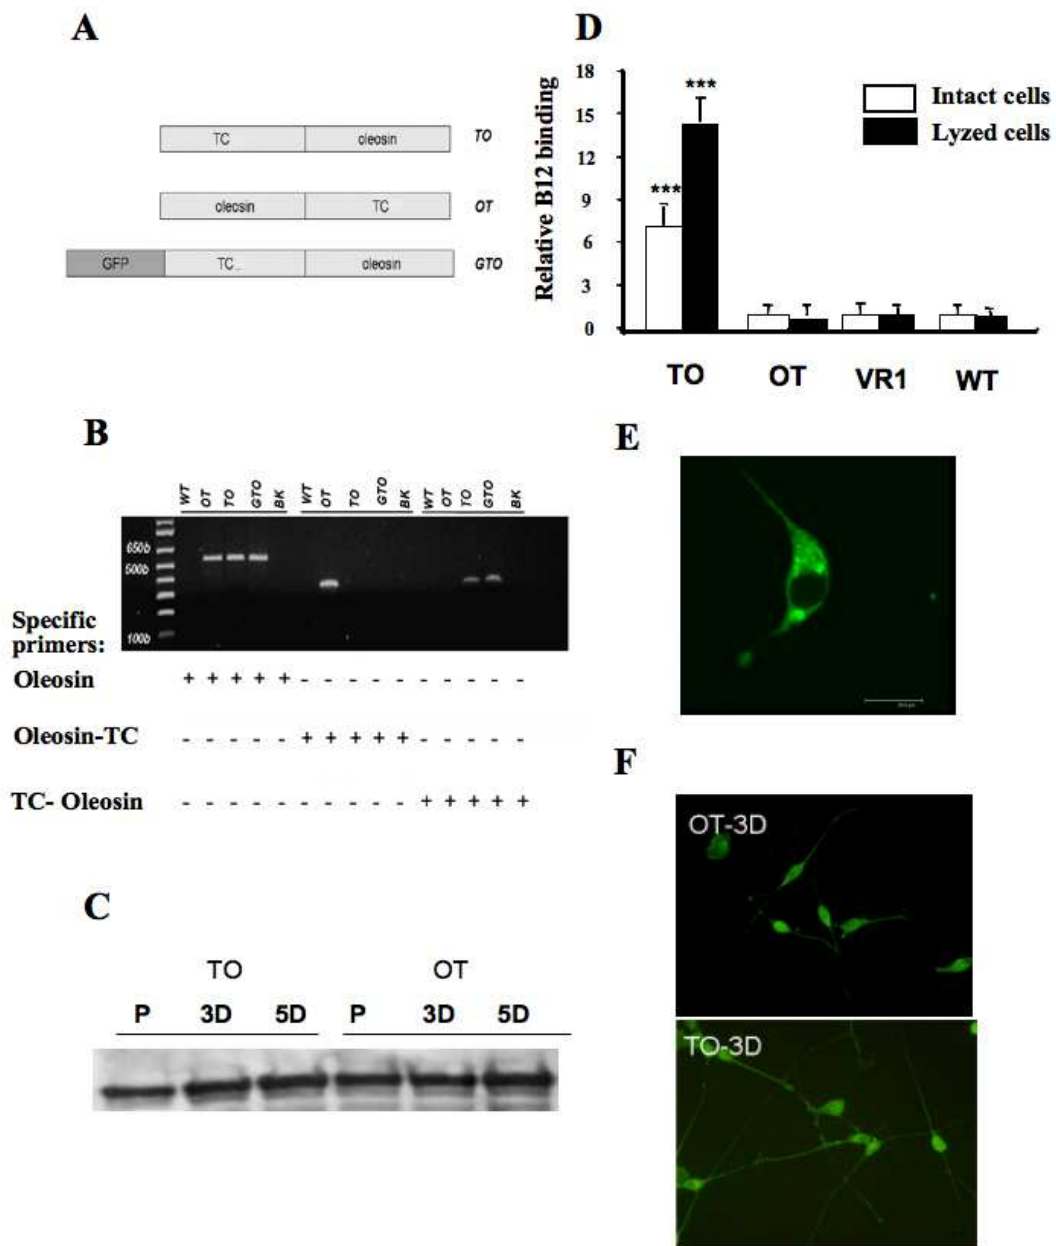 A
TC oleosin TO
oleosin TC OT
GFP TC oleosin GTO
B
WT OT TO GTO BK WT OT TO GTO BK WT OT TO GTO BK
650b
500b
100b
Specific
primers:
Oleosin + + + + + - - - - - - - - - -
Oleosin-TC - - - - - + + + + + - - - - -
TC- Oleosin - - - - - - - - - - + + + + +
C
TO OT
P 3D 5D P 3D 5D
D
Relative B12 binding
18
15
12
9
6
3
0
*** ***
Intact cells
Lyzed cells
TO OT VR1 WT
E
F
OT-3D
TO-3D